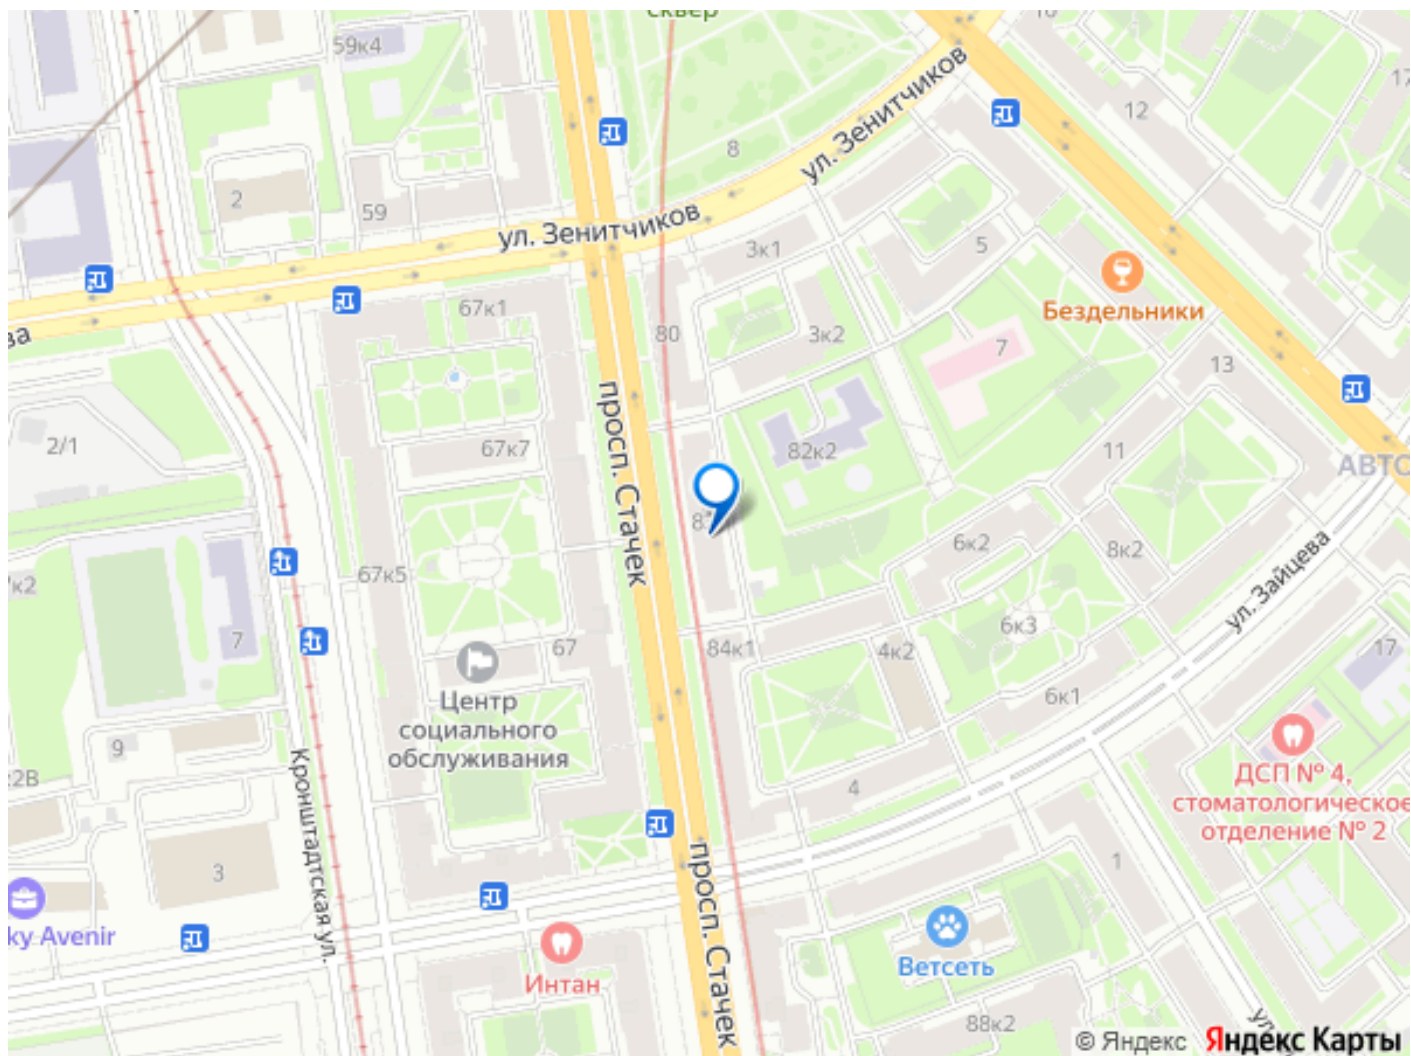 сквер
59к4
10
17
12
8
ул. Зенитчиков
2
59
ул. Зенитчиков
3к1
5
67к1
80
3к2
7
Бездельники
13
просп. Стачек
2/1
67к7
82к2
11
АВТО
6к2
8к2
67к5
7к2
7
67
84к1
4к2
6к3
6к1
17
ул. Зайцева
Центр
социального
обслуживания
9
Кронштадтская ул.
4
ДСП № 4,
стоматологическое
отделение № 2
3
1
ky Avenir
просп. Стачек
Интан
Ветсеть
88к2
ул.
© Яндекс Яндекс Карты